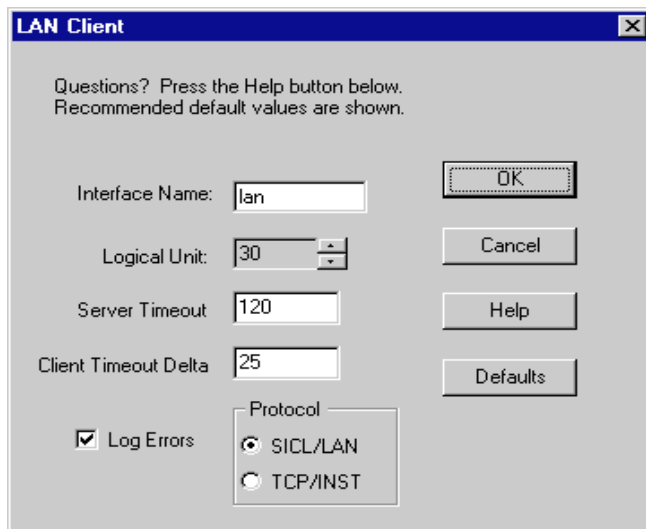 LAN Client
Questions? Press the Help button below.
Recommended default values are shown.
Interface Name: lan
OK
Logical Unit: 30
Cancel
Server Timeout 120
Help
Client Timeout Delta 25
Defaults
Protocol
Log Errors
SICL/LAN
TCP/INST